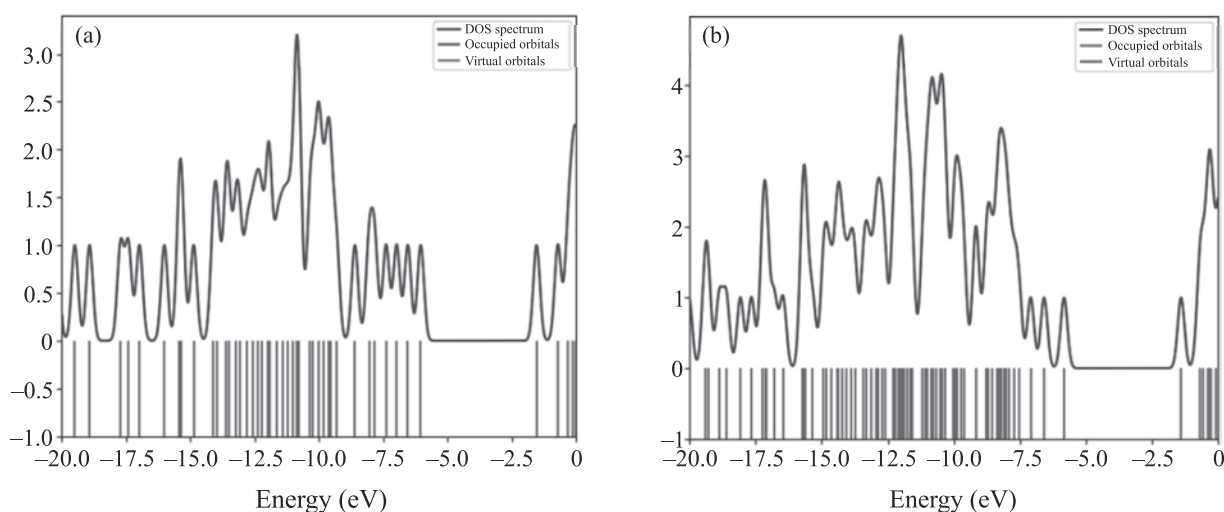 (a)
DOS spectrum
Occupied orbitals
Virtual orbitals
3.0
2.5
2.0
1.5
1.0
0.5
0
−0.5
−1.0
−20.0 −17.5 −15.0 −12.5 −10.0 −7.5 −5.0 −2.5 0
Energy (eV)
(b)
DOS spectrum
Occupied orbitals
Virtual orbitals
4
3
2
1
0
−1
−20.0 −17.5 −15.0 −12.5 −10.0 −7.5 −5.0 −2.5 0
Energy (eV)